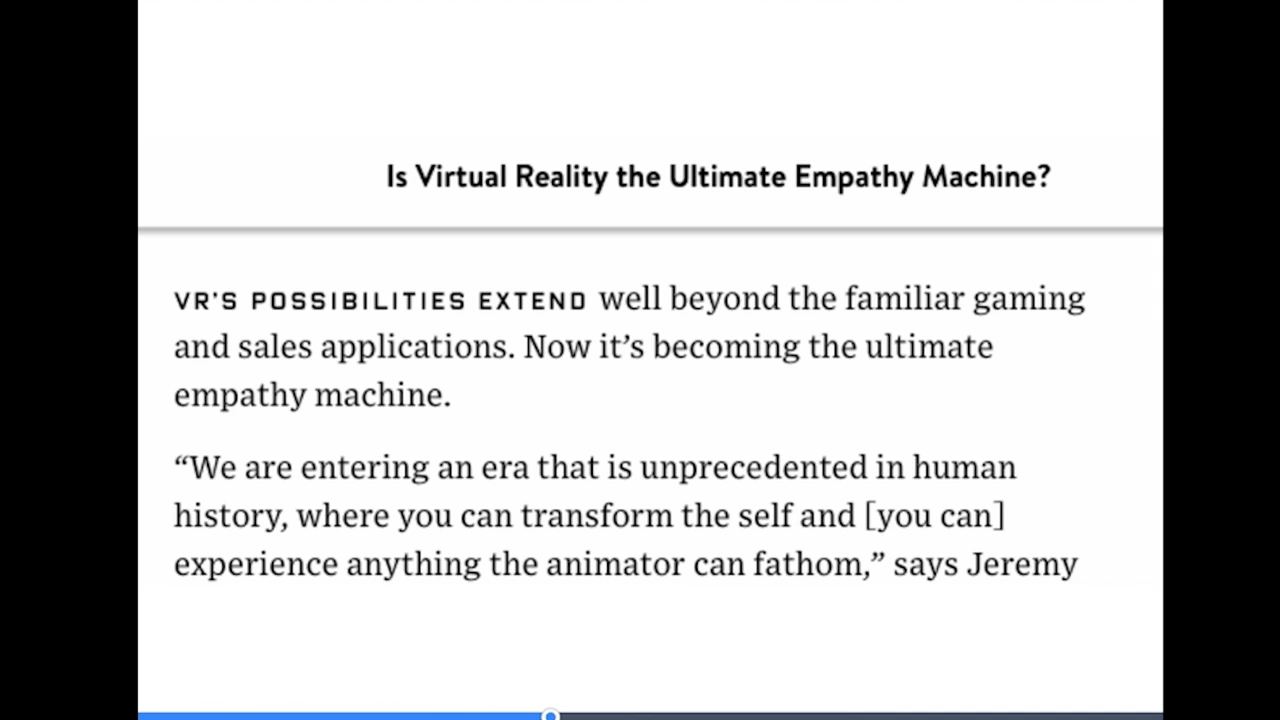 Is Virtual Reality the Ultimate Empathy Machine?
VR'S POSSIBILITIES EXTEND well beyond the familiar gaming
and sales applications. Now it's becoming the ultimate
empathy machine.
“We are entering an era that is unprecedented in human
history, where you can transform the self and [you can]
experience anything the animator can fathom,” says Jeremy